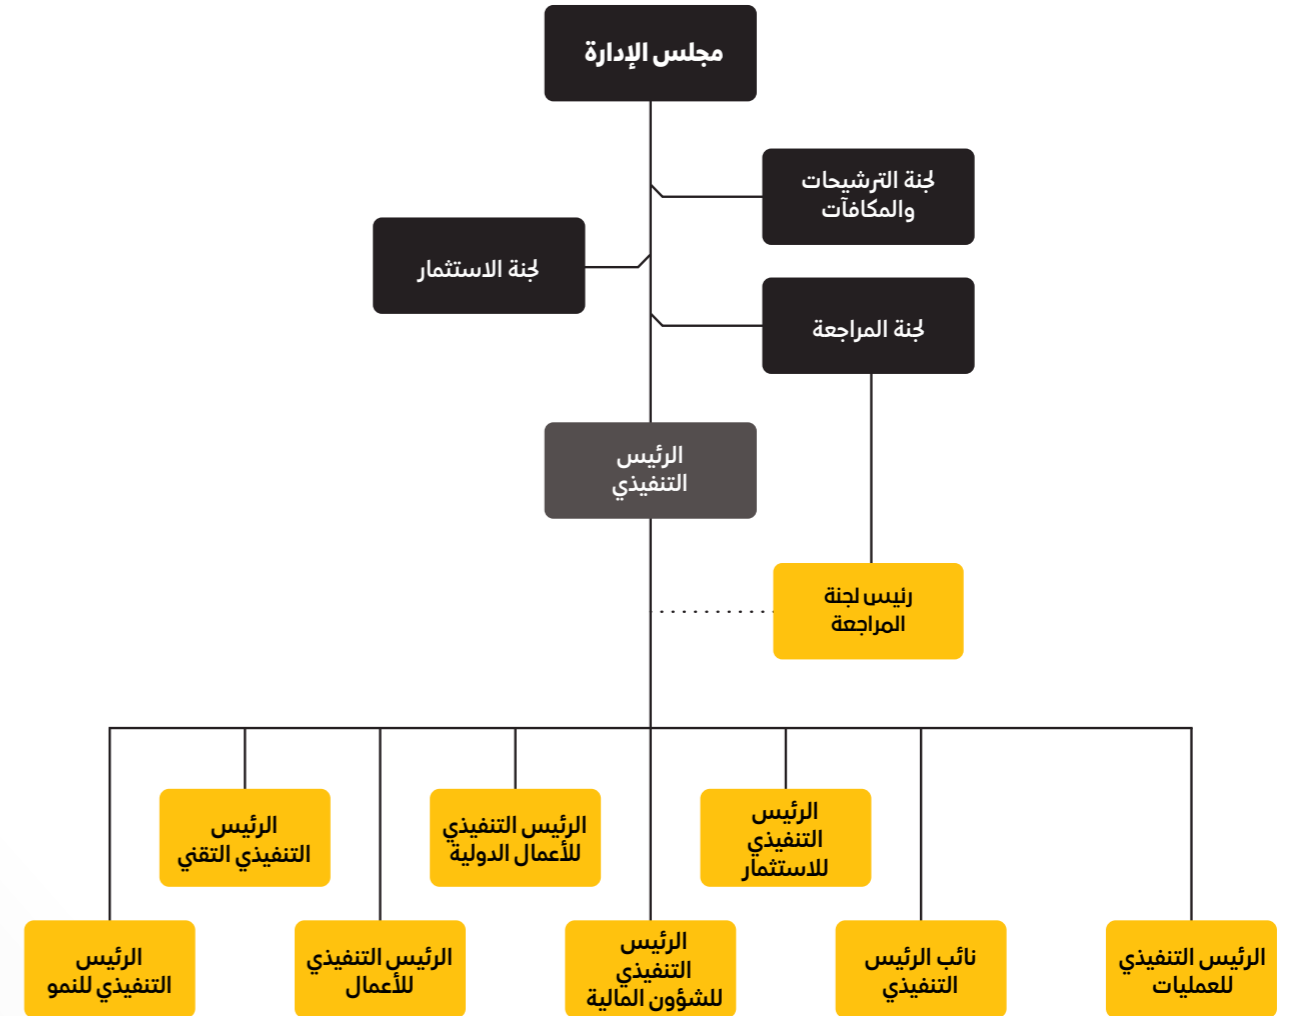 مجلس الإدارة
لجنة الترشيحات
والمكافآت
لجنة الاستثمار
لجنة المراجعة
الرئيس
التنفيذي
رئيس لجنة
المراجعة
الرئيس
التنفيذي
للاستثمار
الرئيس التنفيذي
للأعمال الدولية
الرئيس
التنفيذي التقني
الرئيس التنفيذي
للعمليات
نائب الرئيس
التنفيذي
الرئيس
التنفيذي
للشؤون المالية
الرئيس التنفيذي
للأعمال
الرئيس
التنفيذي للنمو